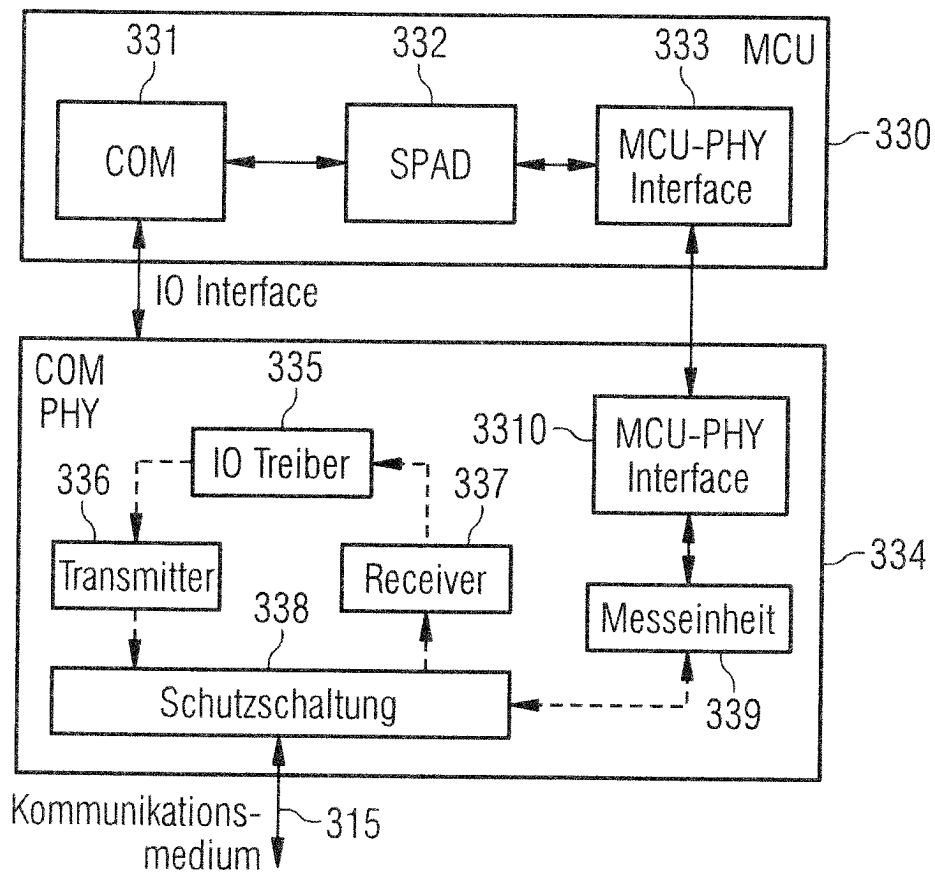 331
332
333
MCU
COM
SPAD
MCU-PHY
Interface
330
IO Interface
COM
PHY
335
3310
MCU-PHY
Interface
IO Treiber
336
337
334
Transmitter
Receiver
338
Messeinheit
Schutzschaltung
339
Kommunikations-
medium
315